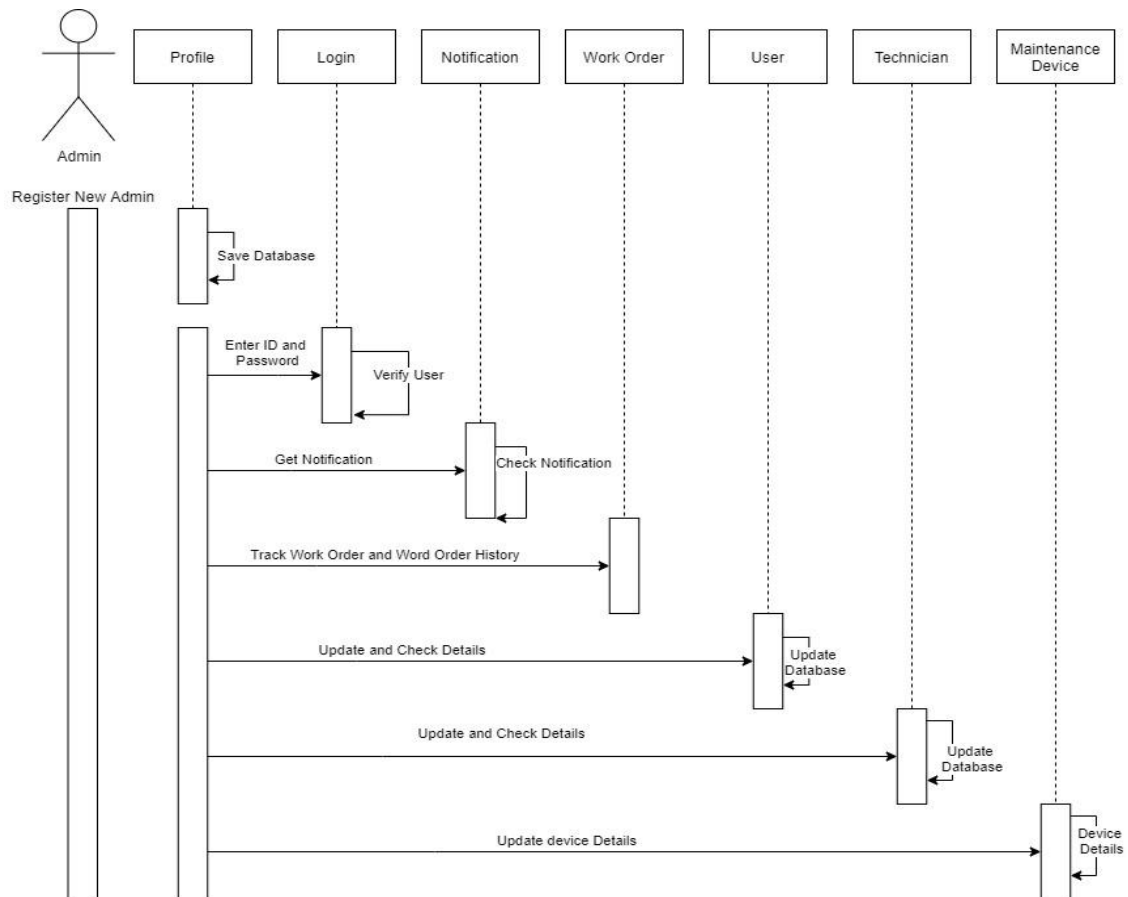 Profile
Login
Notification
Work Order
User
Technician
Maintenance
Device
Admin
Register New Admin
Save Database
Enter ID and
Password
Verify User
Get Notification
Check Notification
Track Work Order and Word Order History
Update and Check Details
Update
Database
Update and Check Details
Update
Database
Update device Details
Device
Details